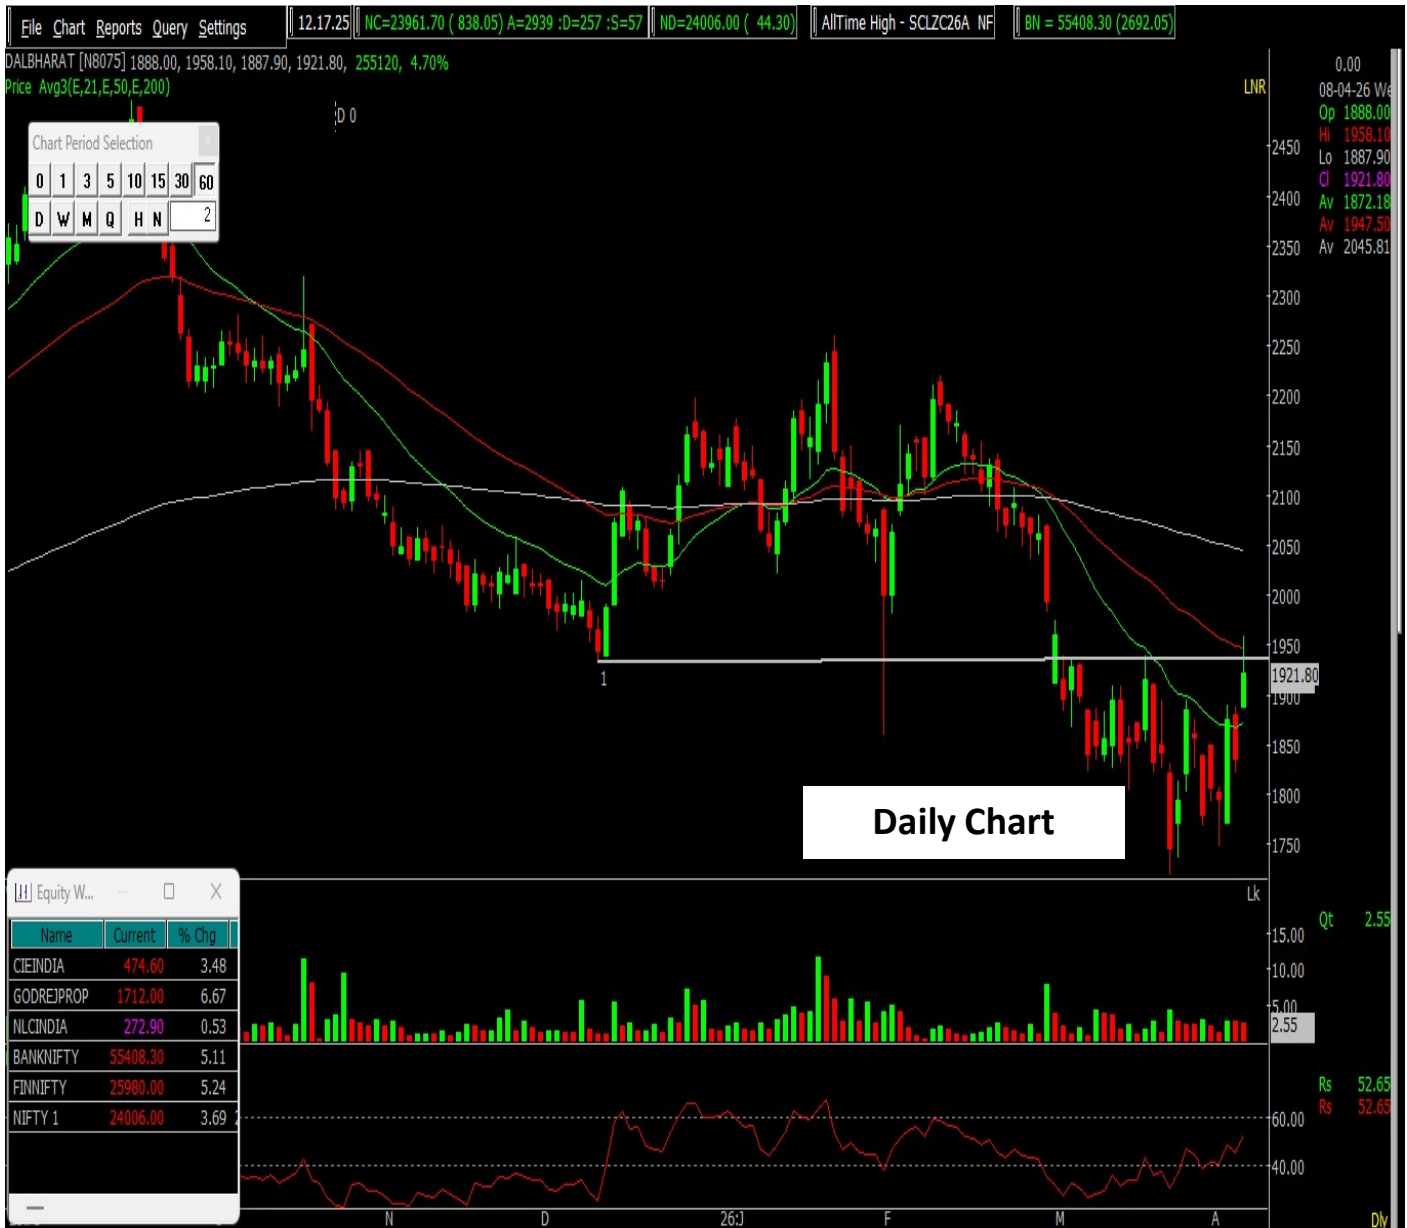 File Chart Reports Query Settings
12.17.25 NC=23961.70 ( 838.05) A=2939 :D=257 :S=57 ND=24006.00 ( 44.30) AllTime High - SCLZC26A NF BN = 55408.30 (2692.05)
DALBHARAT [N8075] 1888.00, 1958.10, 1887.90, 1921.80, 255120, 4.70%
Price Avg3(E,21,E,50,E,200)
LNR
D 0
0.00
08-04-26 We
Op 1888.00
Hi 1958.10
Lo 1887.90
Cl 1921.80
Av 1872.18
Av 1947.50
Av 2045.81
Chart Period Selection
0 1 3 5 10 15 30 60
D W M Q H N 2
2450
2400
2350
2300
2250
2200
2150
2100
2050
2000
1950
1921.80
1900
1850
1800
1750
1
Daily Chart
Lk
Qt 2.55
15.00
10.00
5.00
2.55
Equity W...
Name Current % Chg
CIEINDIA 474.60 3.48
GODREJPROP 1712.00 6.67
NLCINDIA 272.90 0.53
BANKNIFTY 55408.30 5.11
FINNIFTY 25980.00 5.24
NIFTY 1 24006.00 3.69
Rs 52.65
Rs 52.65
60.00
40.00
N D 26:J F M A
Dly